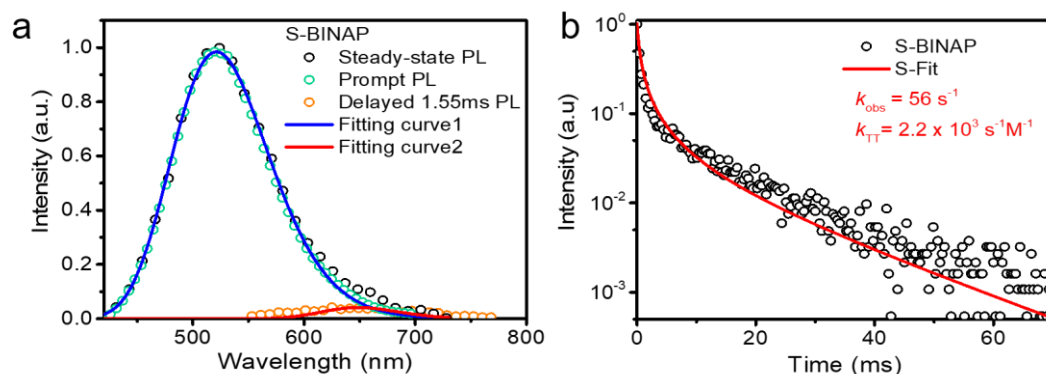 a
S-BINAP
Steady-state PL
Prompt PL
Delayed 1.55ms PL
Fitting curve1
Fitting curve2
Intensity (a.u.)
1.0
0.8
0.6
0.4
0.2
0.0
500
600
700
800
Wavelength (nm)
b
S-BINAP
S-Fit
k_obs = 56 s⁻¹
k_TT = 2.2 x 10³ s⁻¹M⁻¹
Intensity (a.u)
10⁰
10⁻¹
10⁻²
10⁻³
0
20
40
60
Time (ms)